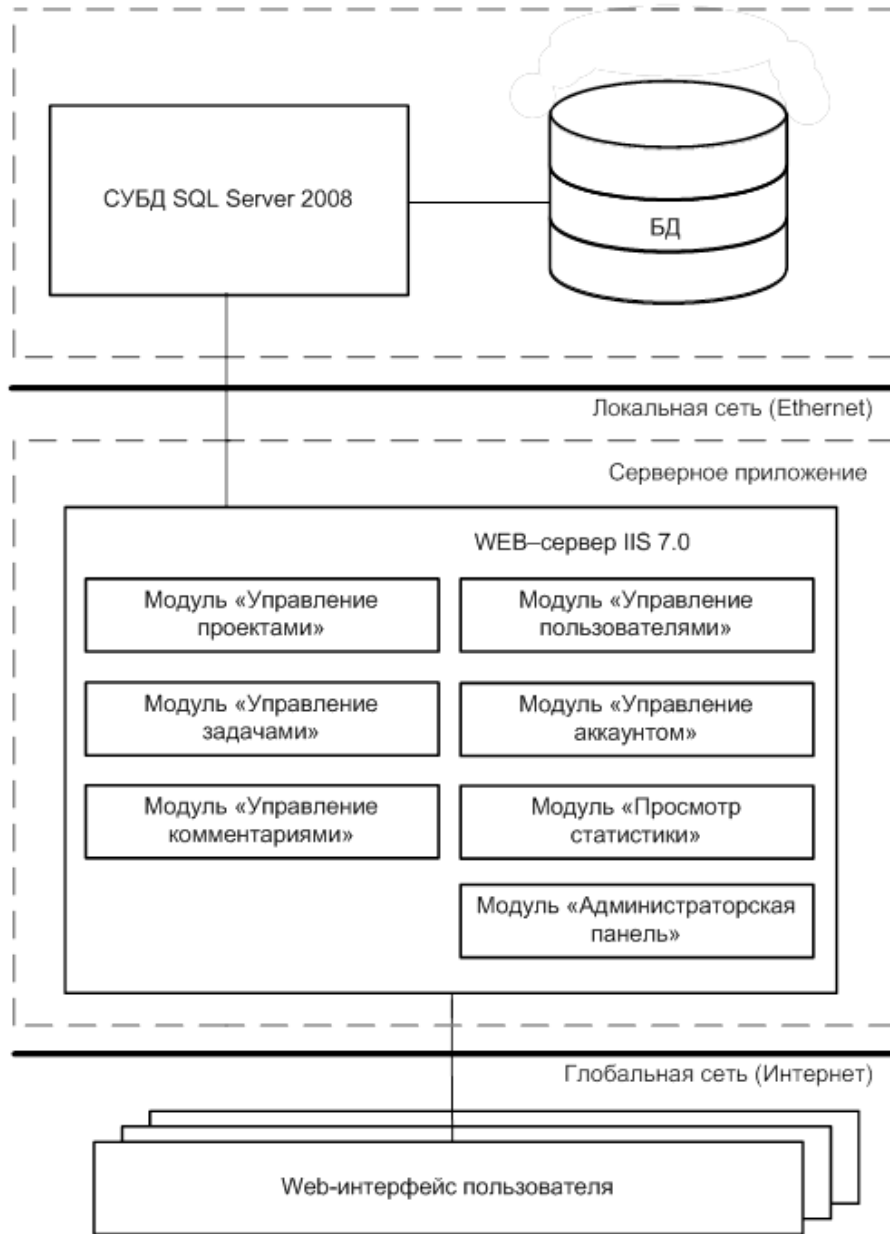 СУБД SQL Server 2008
БД
Локальная сеть (Ethernet)
Серверное приложение
WEB–сервер IIS 7.0
Модуль «Управление
проектами»
Модуль «Управление
пользователями»
Модуль «Управление
задачами»
Модуль «Управление
аккаунтом»
Модуль «Управление
комментариями»
Модуль «Просмотр
статистики»
Модуль «Администраторская
панель»
Глобальная сеть (Интернет)
Web-интерфейс пользователя